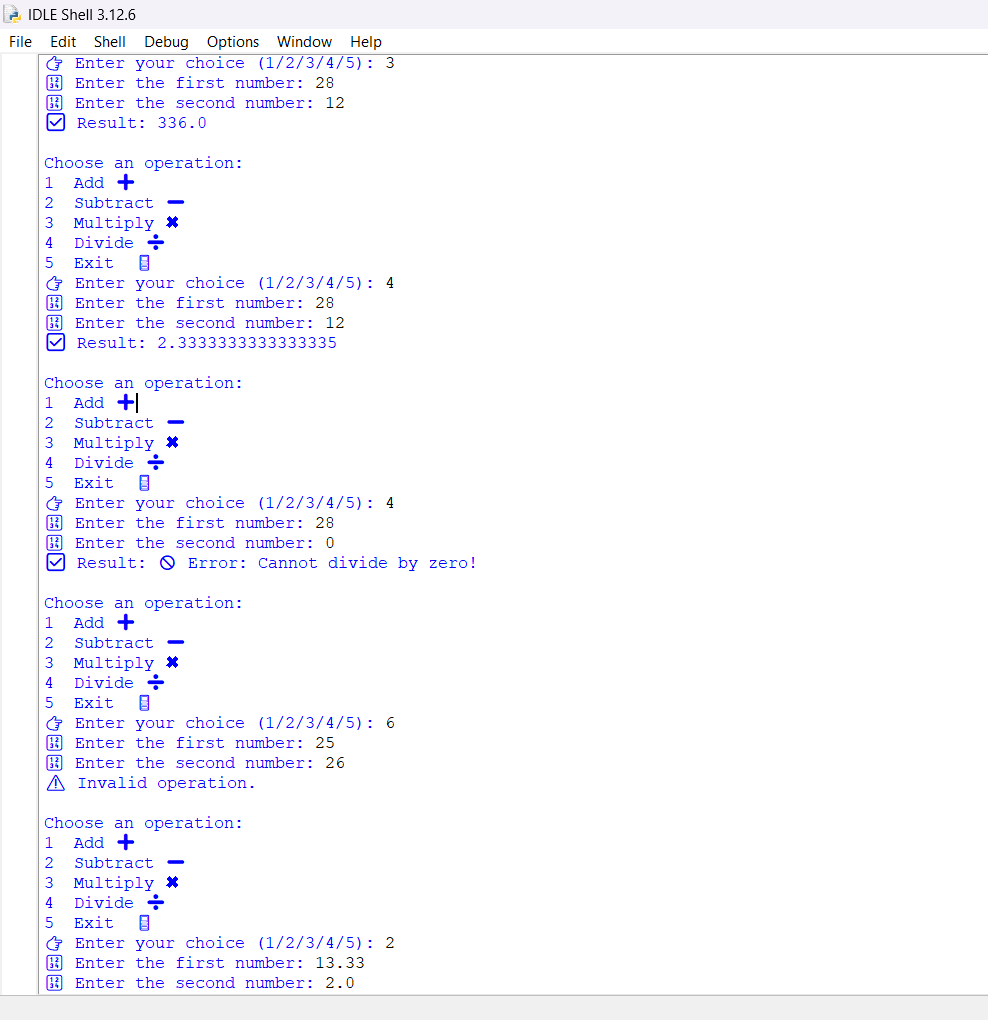 IDLE Shell 3.12.6
File Edit Shell Debug Options Window Help
👉 Enter your choice (1/2/3/4/5): 3
🔢 Enter the first number: 28
🔢 Enter the second number: 12
✅ Result: 336.0
Choose an operation:
1 Add ➕
2 Subtract ➖
3 Multiply ✖
4 Divide ➗
5 Exit 🚪
👉 Enter your choice (1/2/3/4/5): 4
🔢 Enter the first number: 28
🔢 Enter the second number: 12
✅ Result: 2.3333333333333335
Choose an operation:
1 Add ➕
2 Subtract ➖
3 Multiply ✖
4 Divide ➗
5 Exit 🚪
👉 Enter your choice (1/2/3/4/5): 4
🔢 Enter the first number: 28
🔢 Enter the second number: 0
✅ Result: 🚫 Error: Cannot divide by zero!
Choose an operation:
1 Add ➕
2 Subtract ➖
3 Multiply ✖
4 Divide ➗
5 Exit 🚪
👉 Enter your choice (1/2/3/4/5): 6
🔢 Enter the first number: 25
🔢 Enter the second number: 26
⚠ Invalid operation.
Choose an operation:
1 Add ➕
2 Subtract ➖
3 Multiply ✖
4 Divide ➗
5 Exit 🚪
👉 Enter your choice (1/2/3/4/5): 2
🔢 Enter the first number: 13.33
🔢 Enter the second number: 2.0